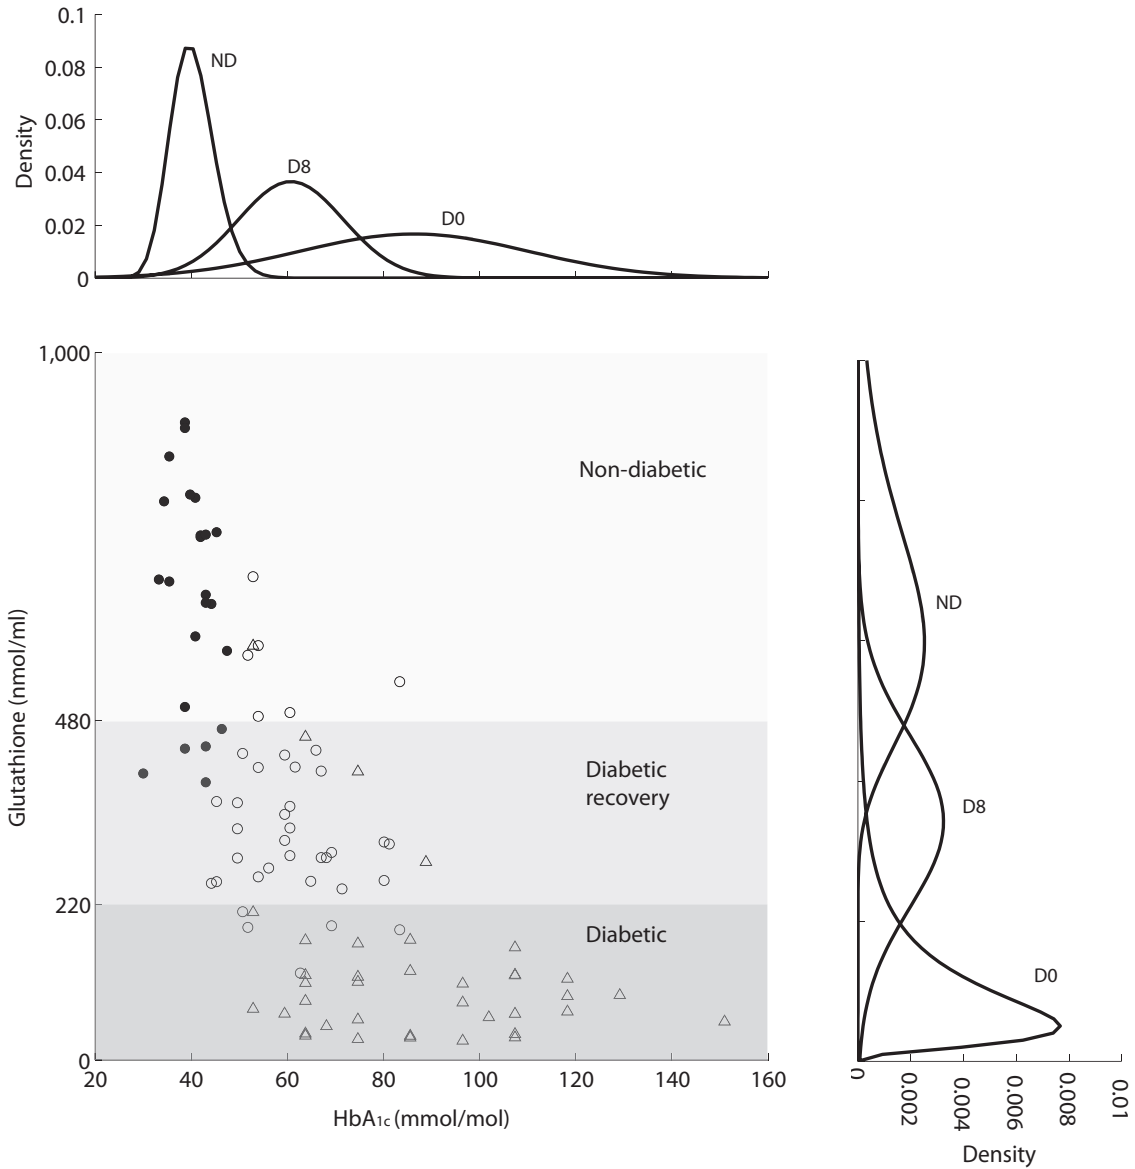 0.1
0.08
0.06
0.04
0.02
0
Density
ND
D8
D0
1,000
480
220
0
Glutathione (nmol/ml)
Non-diabetic
Diabetic
recovery
Diabetic
20 40 60 80 100 120 140 160
HbA1c (mmol/mol)
ND
D8
D0
0 0.002 0.004 0.006 0.008 0.01
Density